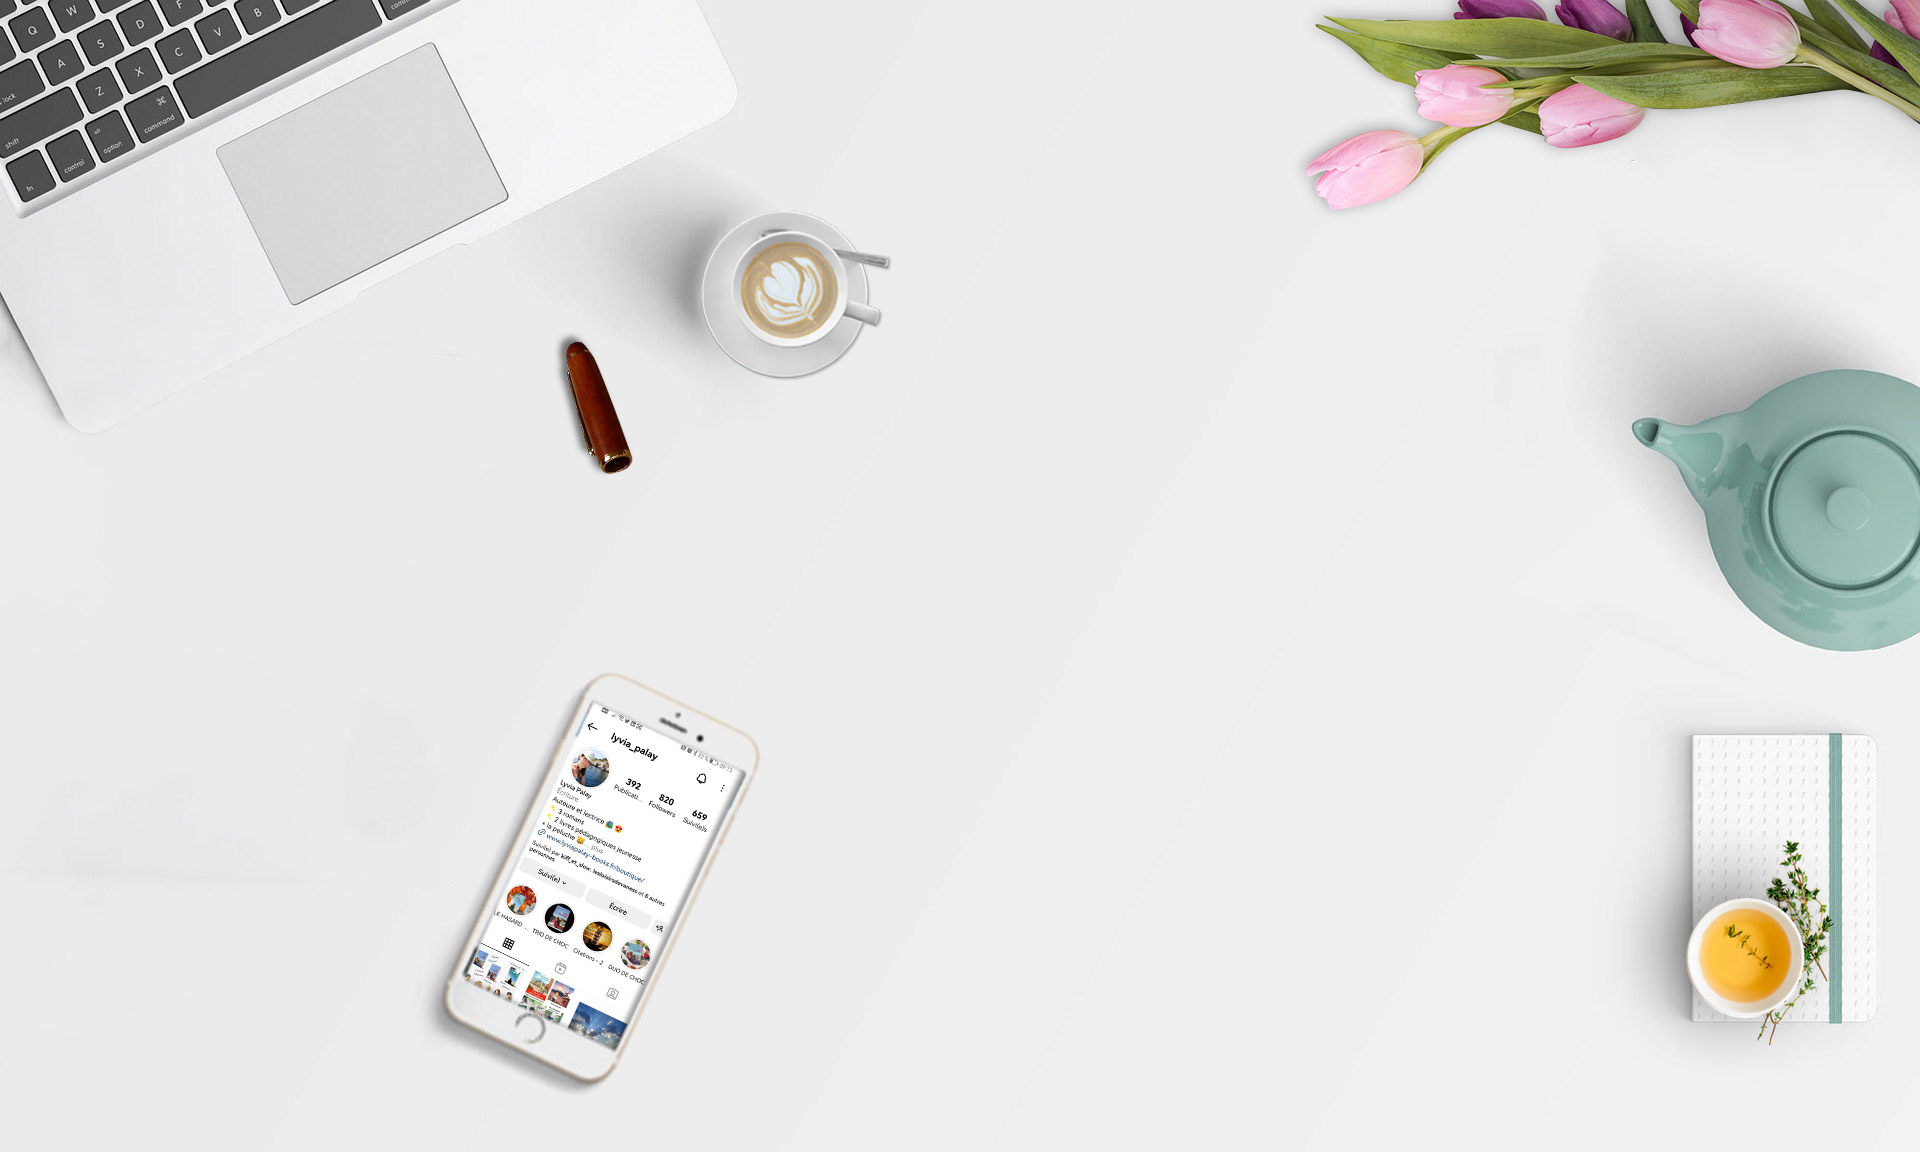 Q W
A S D F
Z X C V B
lock
shift
fn control alt option ⌘ command
comm
lyvia_palay
392 820 659
Publicati... Followers Suivi(e)s
Lyvia Palay
Écriture
Auteure et lectrice
3 romans
2 livres pédagogiques jeunesse
+ la peluche 🦁... plus
www.lyviapalay-books.fr/boutique/
Suivi(e) par kiff_et_slow, et 6 autres
personnes
Suivi(e) Écrire
LE HASARD ... TRIO DE CHOC Citations - 2 DUO DE CHOC